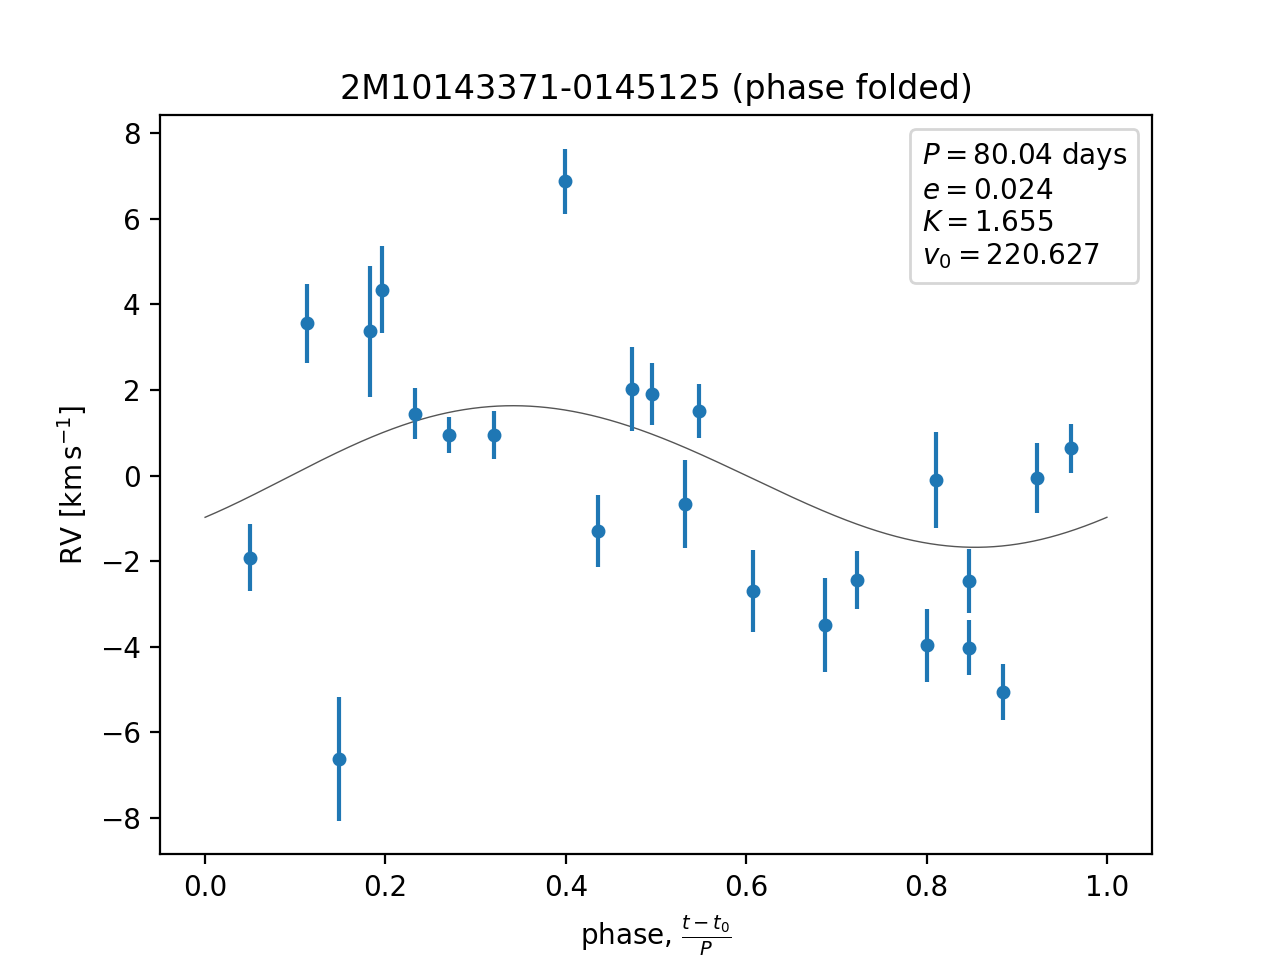 2M10143371-0145125 (phase folded)
P = 80.04 days
e = 0.024
K = 1.655
v₀ = 220.627
RV [km s⁻¹]
8
6
4
2
0
−2
−4
−6
−8
0.0 0.2 0.4 0.6 0.8 1.0
phase, (t − t₀)/P